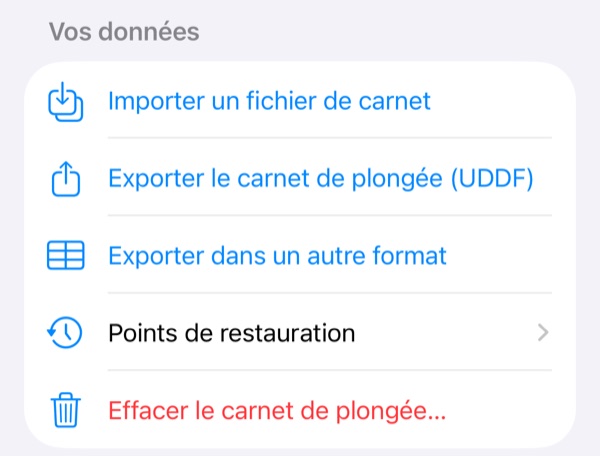 Vos données
Importer un fichier de carnet
Exporter le carnet de plongée (UDDF)
Exporter dans un autre format
Points de restauration
Effacer le carnet de plongée...